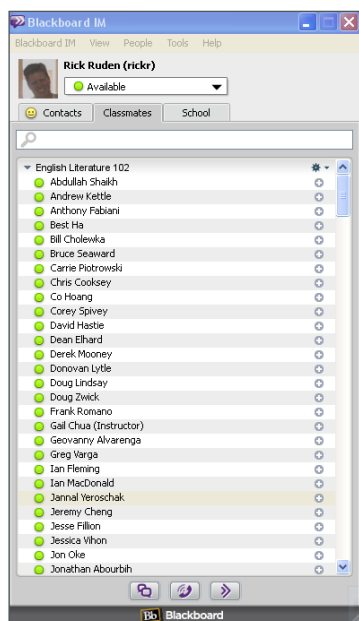 Blackboard IM
Blackboard IM View People Tools Help
Rick Ruden (rickr)
Available
Contacts Classmates School
English Literature 102
Abdullah Shaikh
Andrew Kettle
Anthony Fabiani
Best Ha
Bill Cholewka
Bruce Seaward
Carrie Piotrowski
Chris Cooksey
Co Hoang
Corey Spivey
David Hastie
Dean Elhard
Derek Mooney
Donovan Lytle
Doug Lindsay
Doug Zwick
Frank Romano
Gail Chua (Instructor)
Geovanny Alvarenga
Greg Varga
Ian Fleming
Ian MacDonald
Jannal Yeroschak
Jeremy Cheng
Jesse Fillion
Jessica Vihon
Jon Oke
Jonathan Abourbih
Bb Blackboard